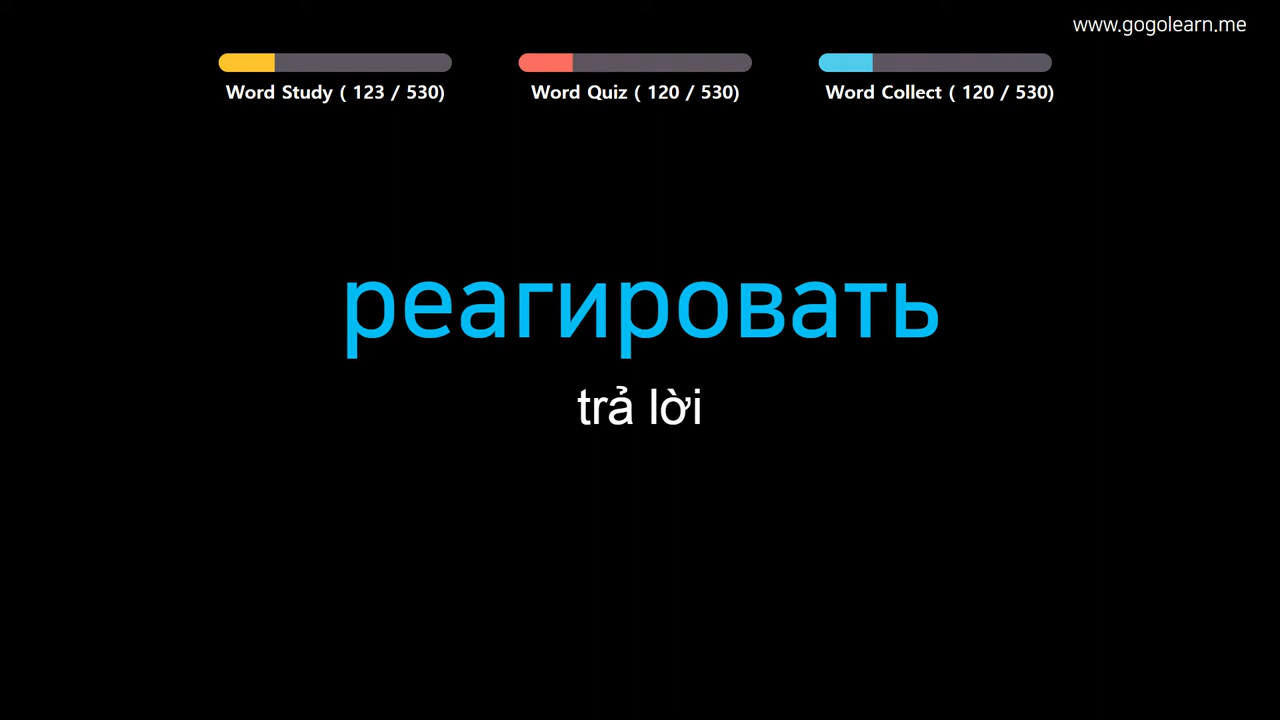 www.gogolearn.me
Word Study ( 123 / 530)
Word Quiz ( 120 / 530)
Word Collect ( 120 / 530)
реагировать
trả lời